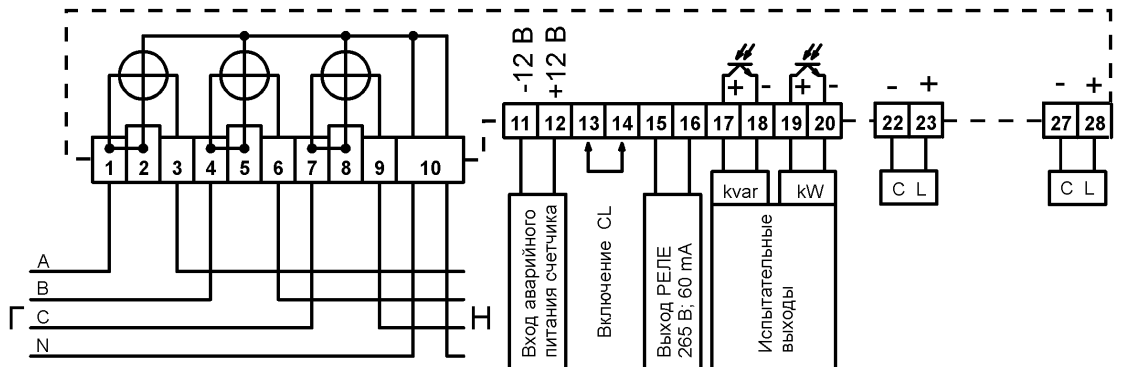 -12 В
+12 В
+ - + -
11 12 13 14 15 16 17 18 19 20
- +
22 23
- +
27 28
1 2 3 4 5 6 7 8 9 10
kvar
kW
C L
C L
A
B
C
N
Г
Н
Вход аварийного
питания счетчика
Включение CL
Выход РЕЛЕ
265 В; 60 mA
Испытательные
выходы